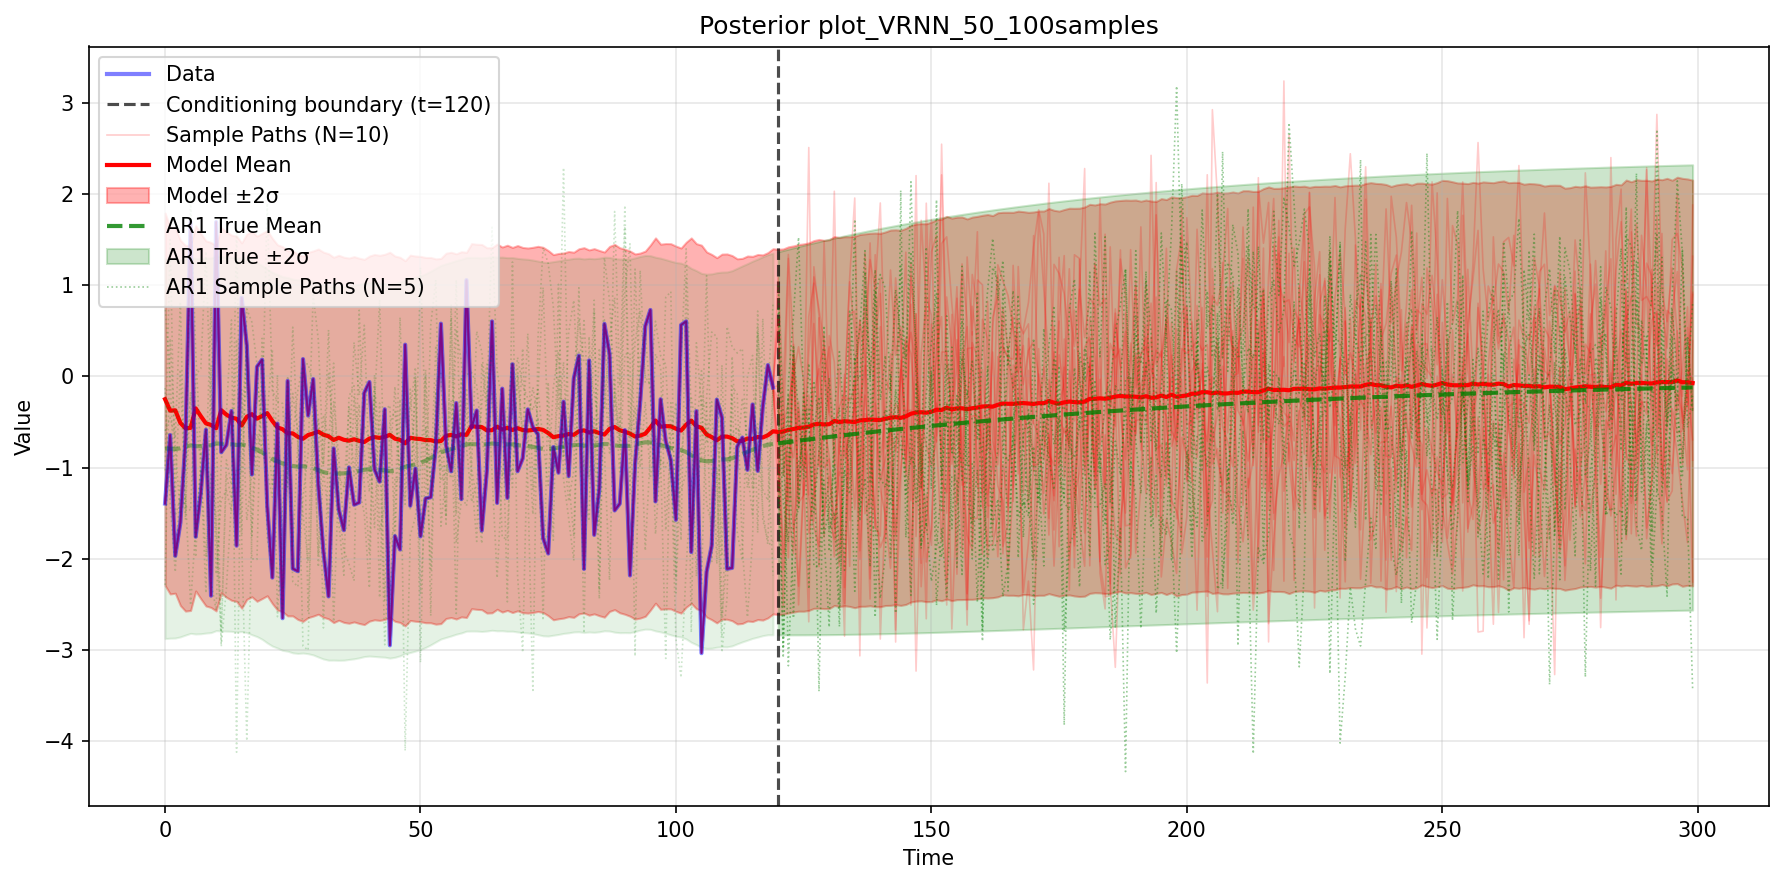 Posterior plot_VRNN_50_100samples
Data
Conditioning boundary (t=120)
Sample Paths (N=10)
Model Mean
Model ±2σ
AR1 True Mean
AR1 True ±2σ
AR1 Sample Paths (N=5)
Value
3
2
1
0
−1
−2
−3
−4
0 50 100 150 200 250 300
Time